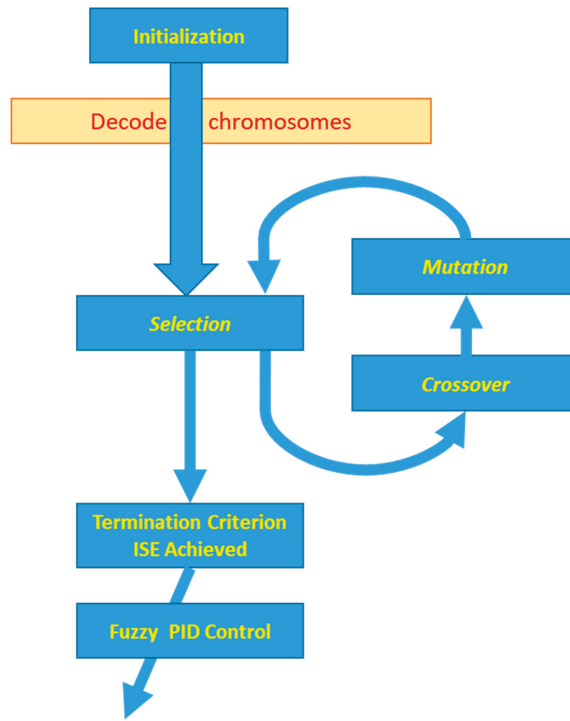 Initialization
Decode chromosomes
Mutation
Selection
Crossover
Termination Criterion
ISE Achieved
Fuzzy PID Control